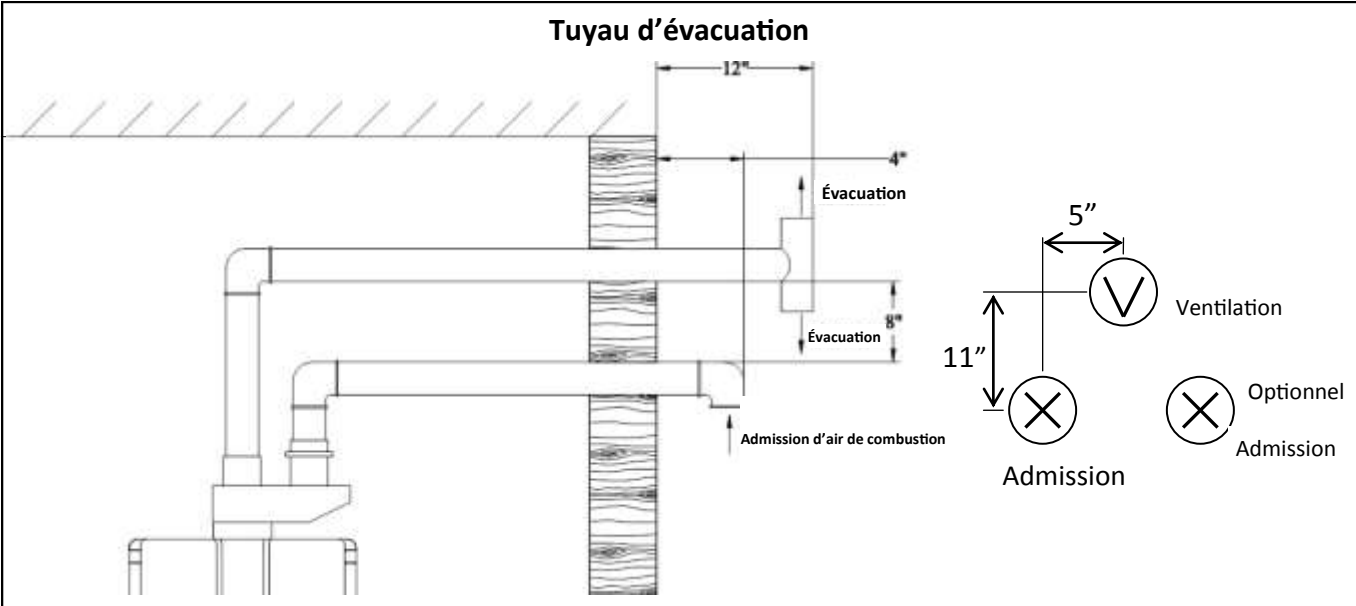 Tuyau d’évacuation
12"
4"
Évacuation
8"
Évacuation
Admission d’air de combustion
5”
Ventilation
11”
Optionnel
Admission
Admission